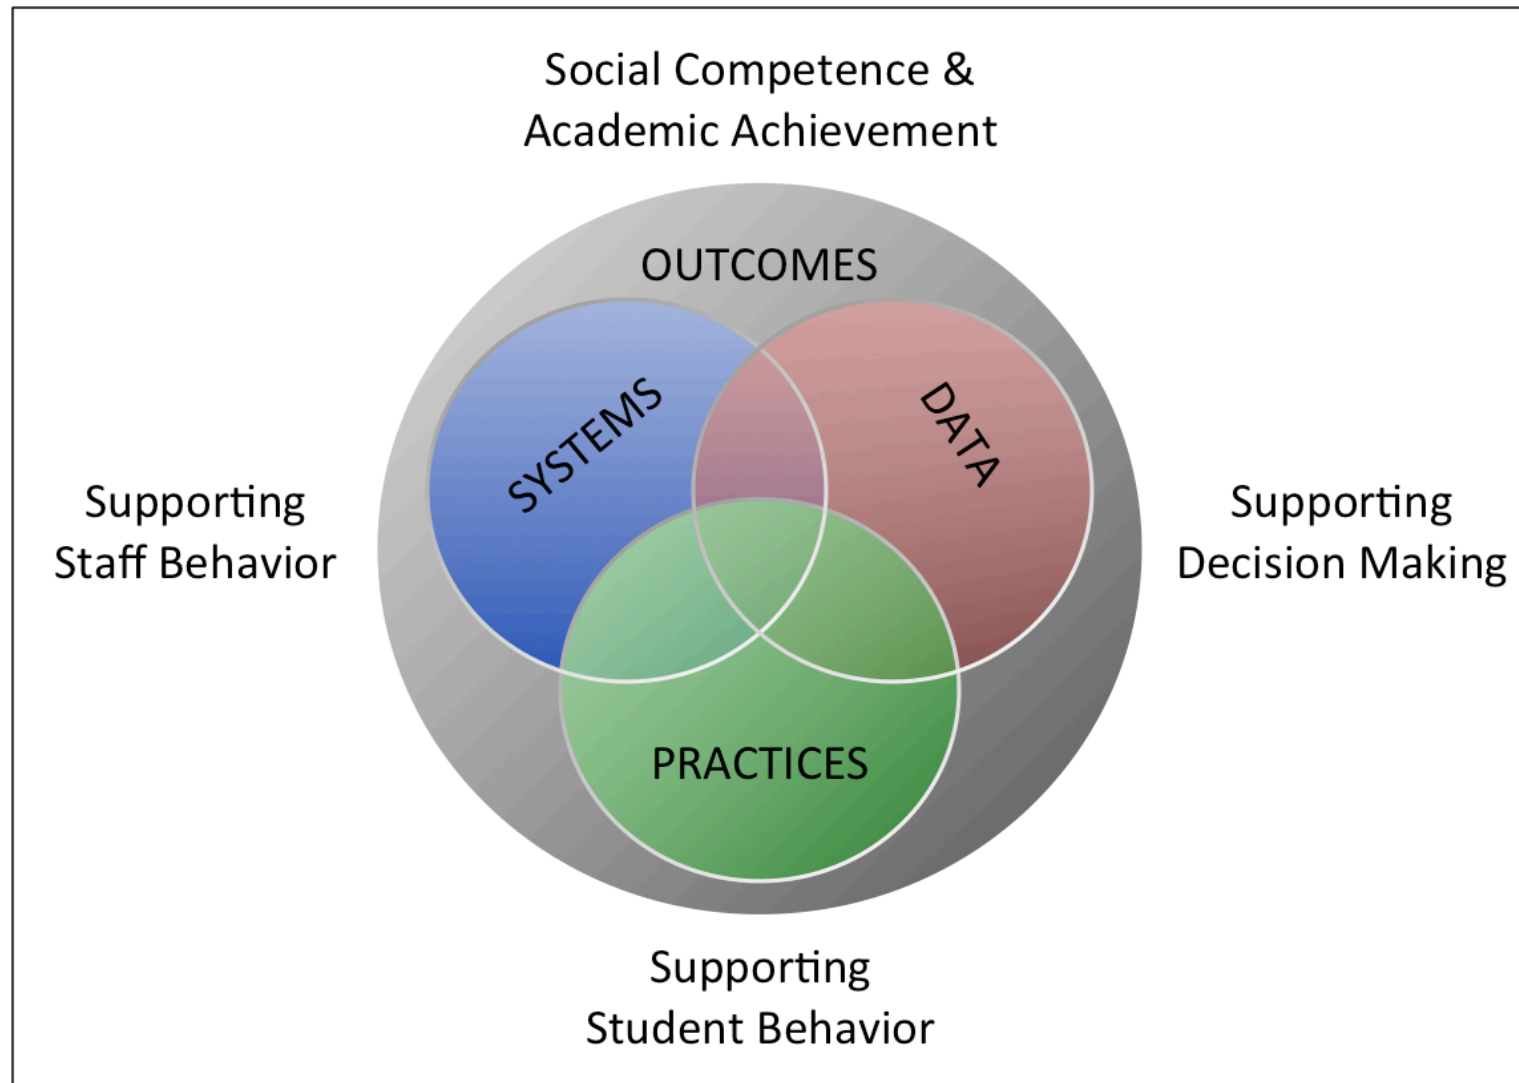 Social Competence &
Academic Achievement
OUTCOMES
SYSTEMS
DATA
Supporting
Staff Behavior
Supporting
Decision Making
PRACTICES
Supporting
Student Behavior